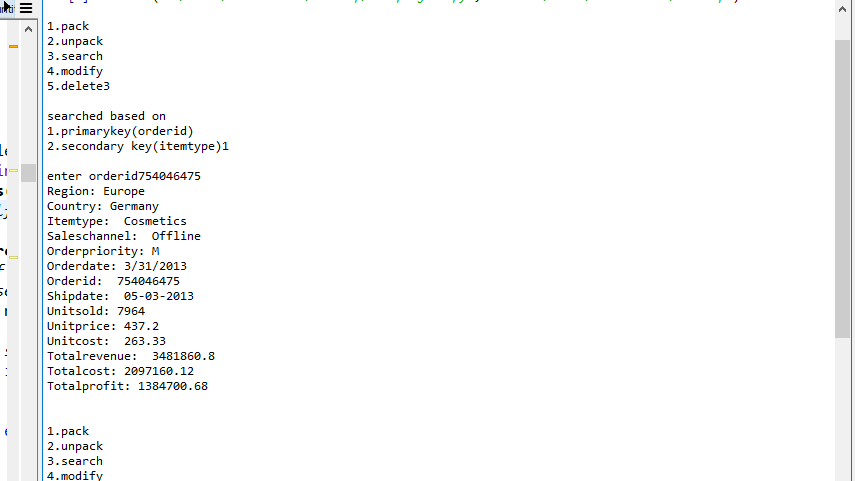 1.pack
2.unpack
3.search
4.modify
5.delete3
searched based on
1.primarykey(orderid)
2.secondary key(itemtype)1
enter orderid754046475
Region: Europe
Country: Germany
Itemtype:  Cosmetics
Saleschannel:  Offline
Orderpriority: M
Orderdate: 3/31/2013
Orderid:  754046475
Shipdate:  05-03-2013
Unitsold: 7964
Unitprice: 437.2
Unitcost:  263.33
Totalrevenue:  3481860.8
Totalcost: 2097160.12
Totalprofit: 1384700.68
1.pack
2.unpack
3.search
4.modify